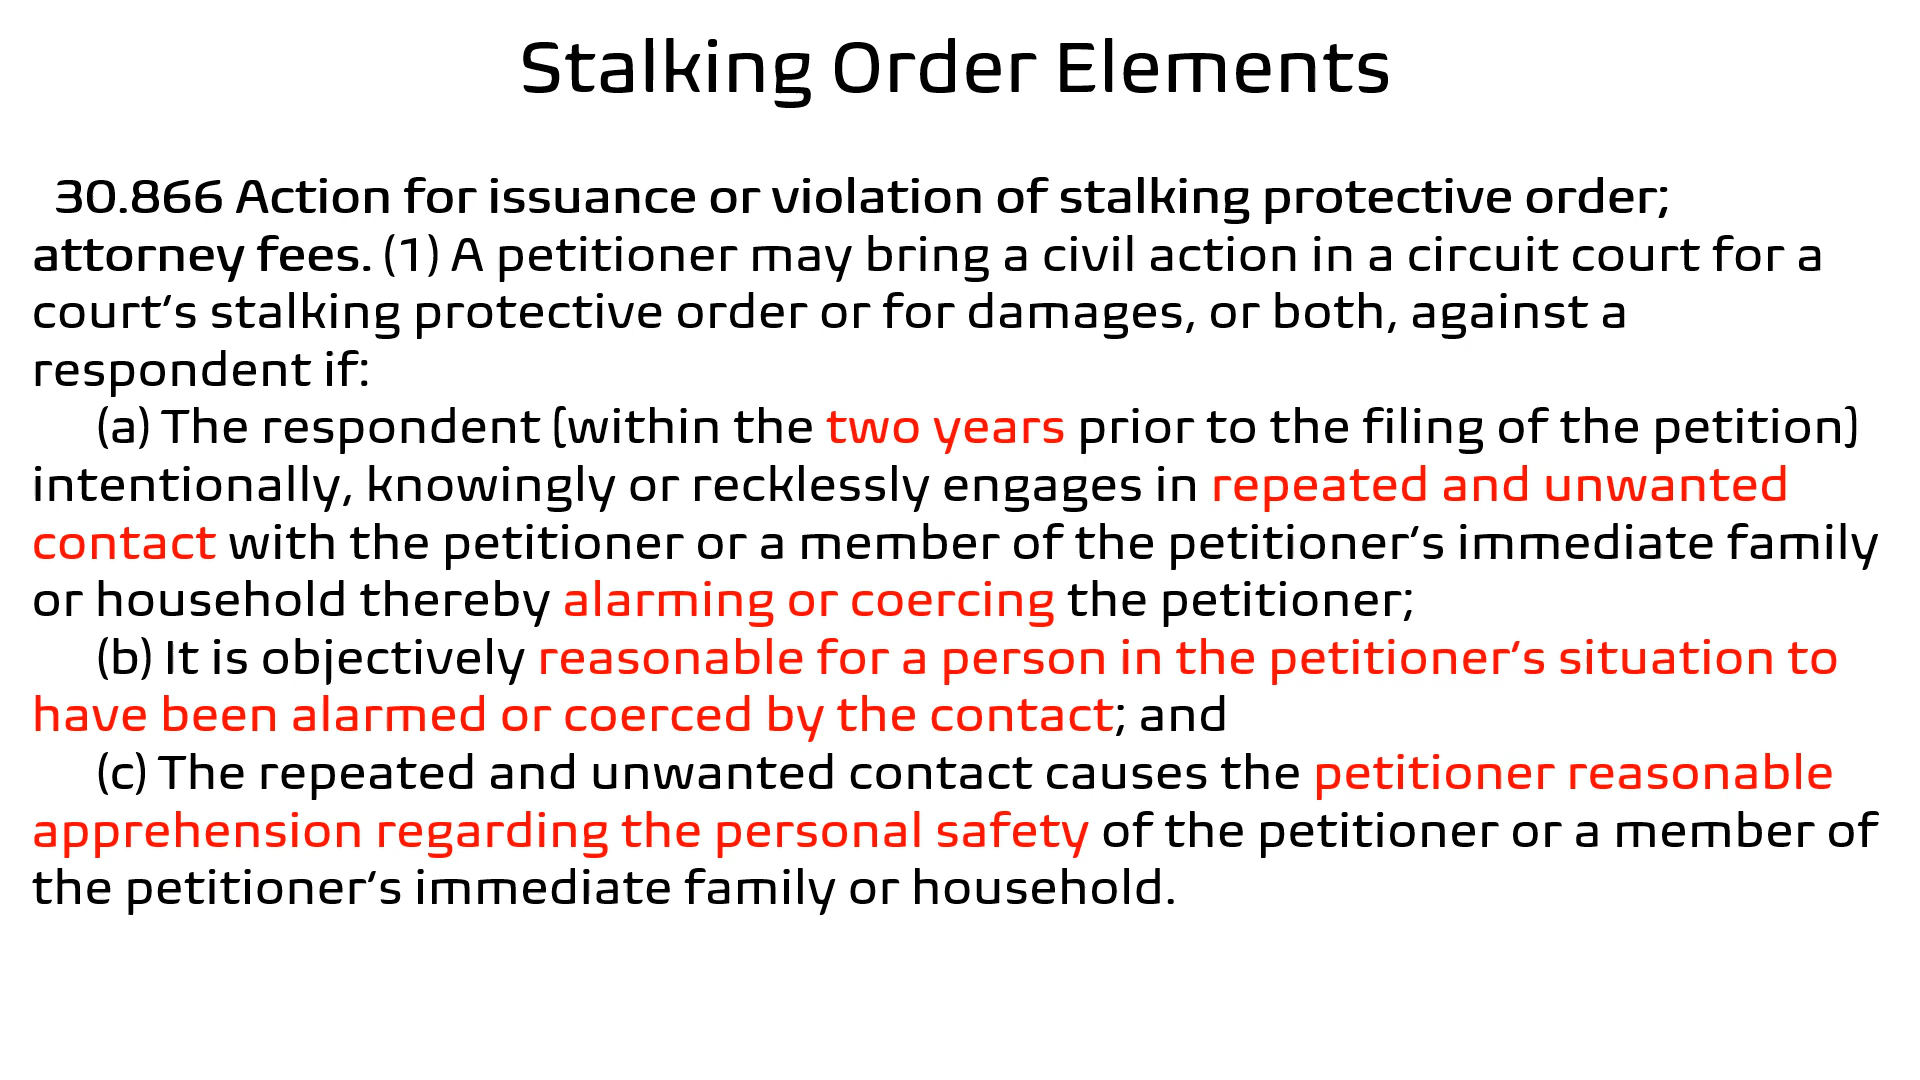 Stalking Order Elements
30.866 Action for issuance or violation of stalking protective order;
attorney fees. (1) A petitioner may bring a civil action in a circuit court for a
court’s stalking protective order or for damages, or both, against a
respondent if:
(a) The respondent [within the two years prior to the filing of the petition]
intentionally, knowingly or recklessly engages in repeated and unwanted
contact with the petitioner or a member of the petitioner’s immediate family
or household thereby alarming or coercing the petitioner;
(b) It is objectively reasonable for a person in the petitioner’s situation to
have been alarmed or coerced by the contact; and
(c) The repeated and unwanted contact causes the petitioner reasonable
apprehension regarding the personal safety of the petitioner or a member of
the petitioner’s immediate family or household.